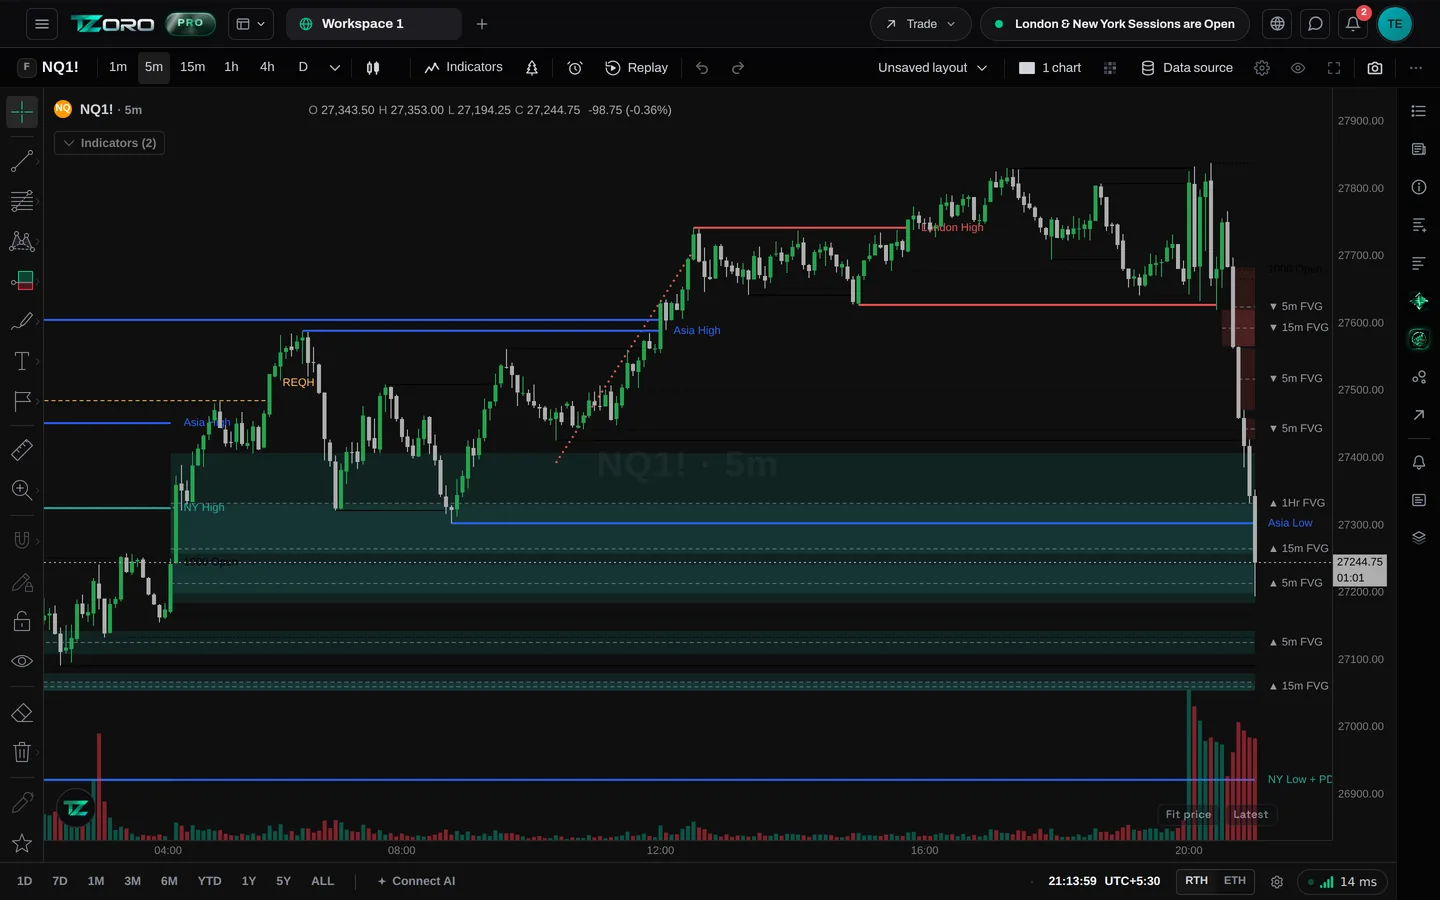 TZORO PRO
Workspace 1
Trade
London & New York Sessions are Open
2
TE
F NQ1! 1m 5m 15m 1h 4h D
Indicators
Replay
Unsaved layout
1 chart
Data source
NQ NQ1! · 5m
O 27,343.50 H 27,353.00 L 27,194.25 C 27,244.75 -98.75 (-0.36%)
Indicators (2)
27900.00
27800.00
London High
27700.00
1000 Open
▼ 5m FVG
▼ 15m FVG
27600.00
Asia High
REQH
▼ 5m FVG
27500.00
Asia High
▼ 5m FVG
NQ1! · 5m
27400.00
NY High
▲ 1Hr FVG
Asia Low
27300.00
▲ 15m FVG
27244.75
01:01
▲ 5m FVG
27200.00
▲ 5m FVG
27100.00
▲ 15m FVG
27000.00
NY Low + PD
26900.00
TZ
Fit price
Latest
04:00 08:00 12:00 16:00 20:00
1D 7D 1M 3M 6M YTD 1Y 5Y ALL
Connect AI
21:13:59 UTC+5:30
RTH ETH
14 ms